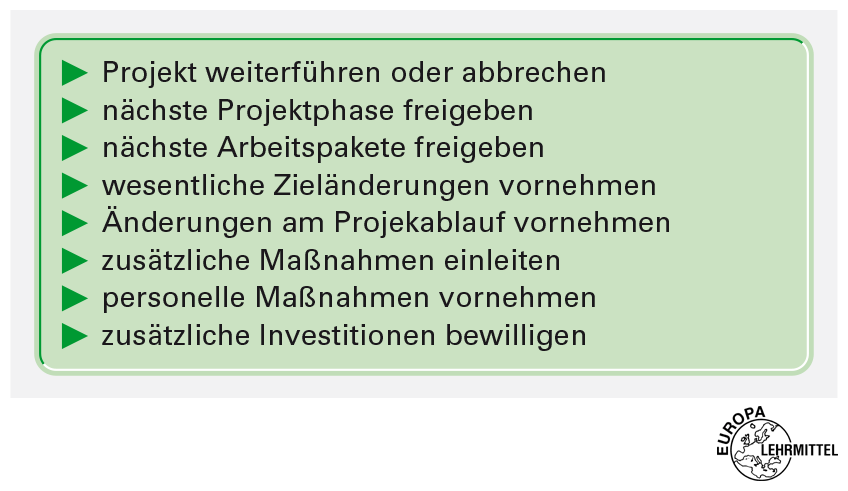 Projekt weiterführen oder abbrechen
nächste Projektphase freigeben
nächste Arbeitspakete freigeben
wesentliche Zieländerungen vornehmen
Änderungen am Projekablauf vornehmen
zusätzliche Maßnahmen einleiten
personelle Maßnahmen vornehmen
zusätzliche Investitionen bewilligen
EUROPA
LEHRMITTEL